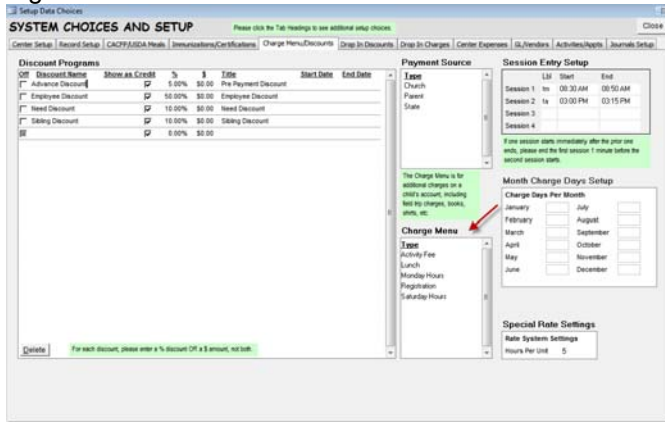 Setup Data Choices
SYSTEM CHOICES AND SETUP
Please click the Tab Headings to see additional setup choices.
Close
Center Setup | Record Setup | CACFP/USDA Meals | Immunizations/Certifications | Charge Menu/Discounts | Drop In Discounts | Drop In Charges | Center Expenses | GL/Vendors | Activities/Appts | Journals Setup
Discount Programs
Off Discount Name Show as Credit % $ Title Start Date End Date
Advance Discount 5.00% $0.00 Pre Payment Discount
Employee Discount 50.00% $0.00 Employee Discount
Need Discount 10.00% $0.00 Need Discount
Sibling Discount 10.00% $0.00 Sibling Discount
0.00% $0.00
Delete
For each discount, please enter a % discount OR a $ amount, not both.
Payment Source
Type
Church
Parent
State
The Charge Menu is for
additional charges on a
child's account, including
field trip charges, books,
shirts, etc.
Charge Menu
Type
Activity Fee
Lunch
Monday Hours
Registration
Saturday Hours
Session Entry Setup
Lbl Start End
Session 1 tm 08:30 AM 08:50 AM
Session 2 ta 03:00 PM 03:15 PM
Session 3
Session 4
If one session starts immediately after the prior one
ends, please end the first session 1 minute before the
second session starts.
Month Charge Days Setup
Charge Days Per Month
January July
February August
March September
April October
May November
June December
Special Rate Settings
Rate System Settings
Hours Per Unit 5